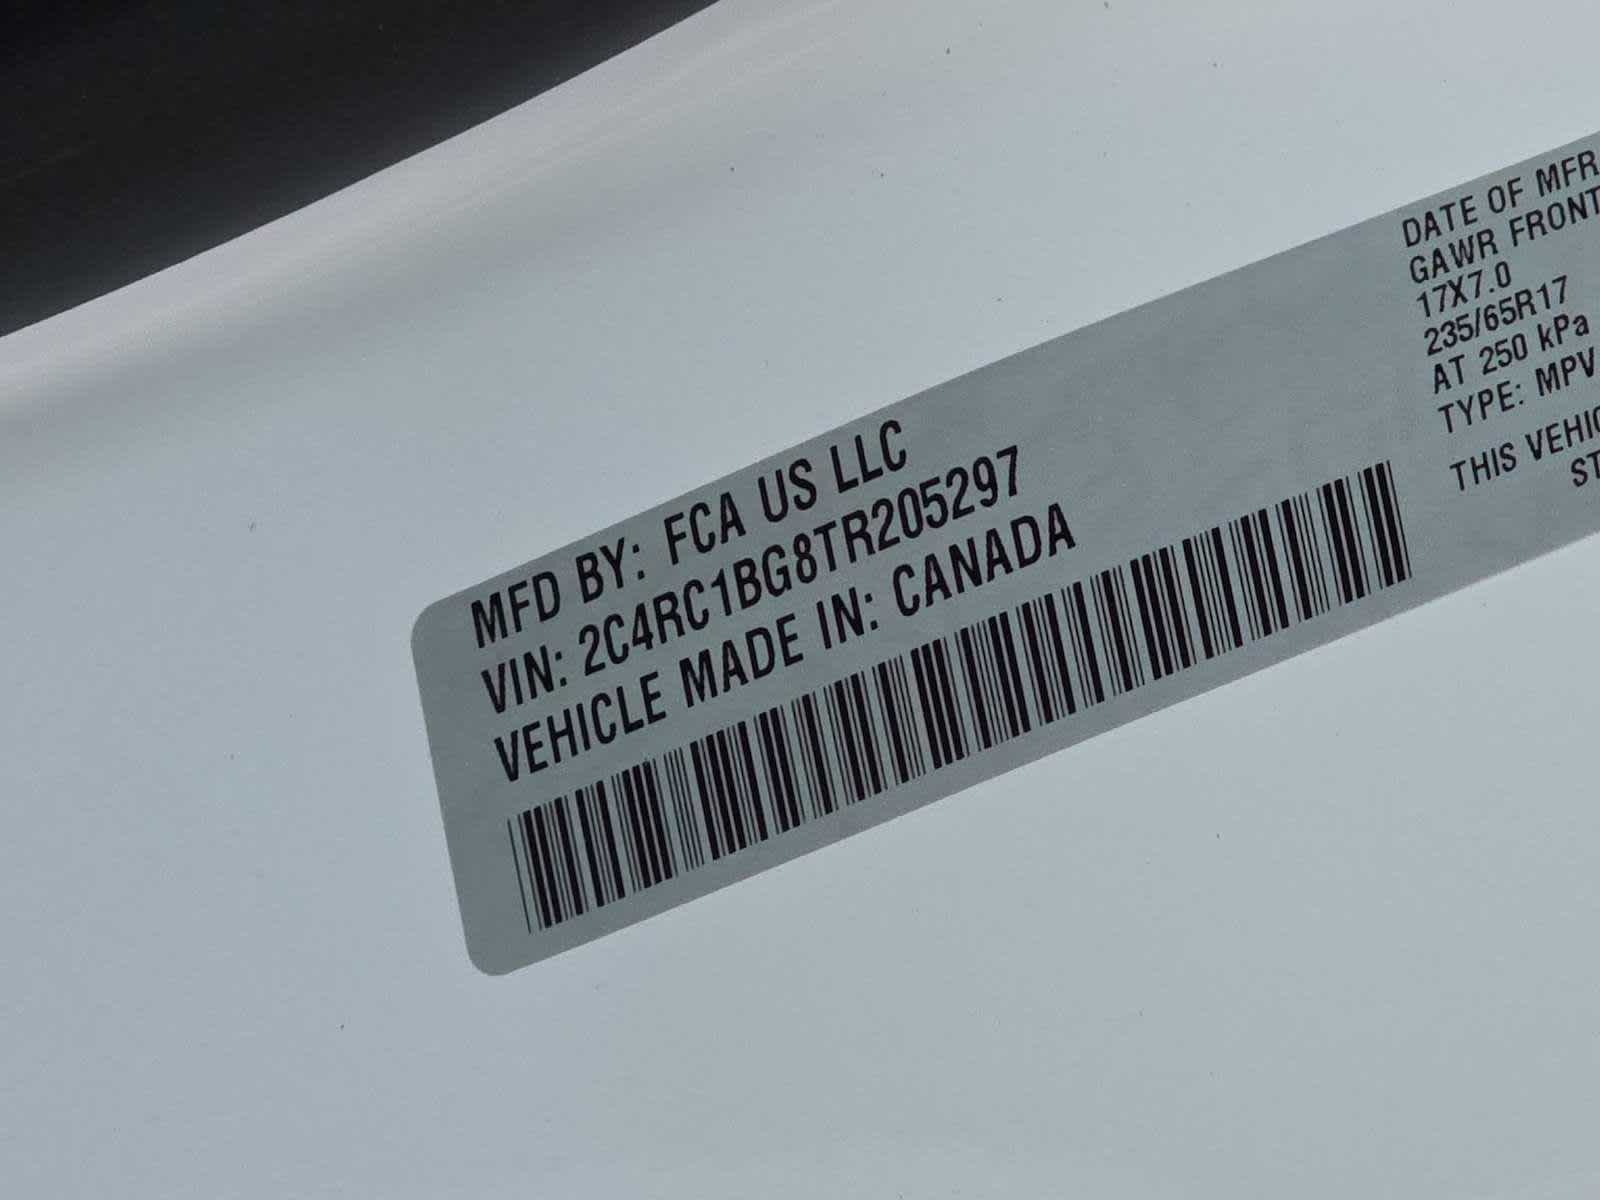 MFD BY: FCA US LLC
VIN: 2C4RC1BG8TR205297
VEHICLE MADE IN: CANADA
DATE OF MFR
GAWR FRONT
17X7.0
235/65R17
AT 250 kPa
TYPE: MPV
THIS VEHIC
ST